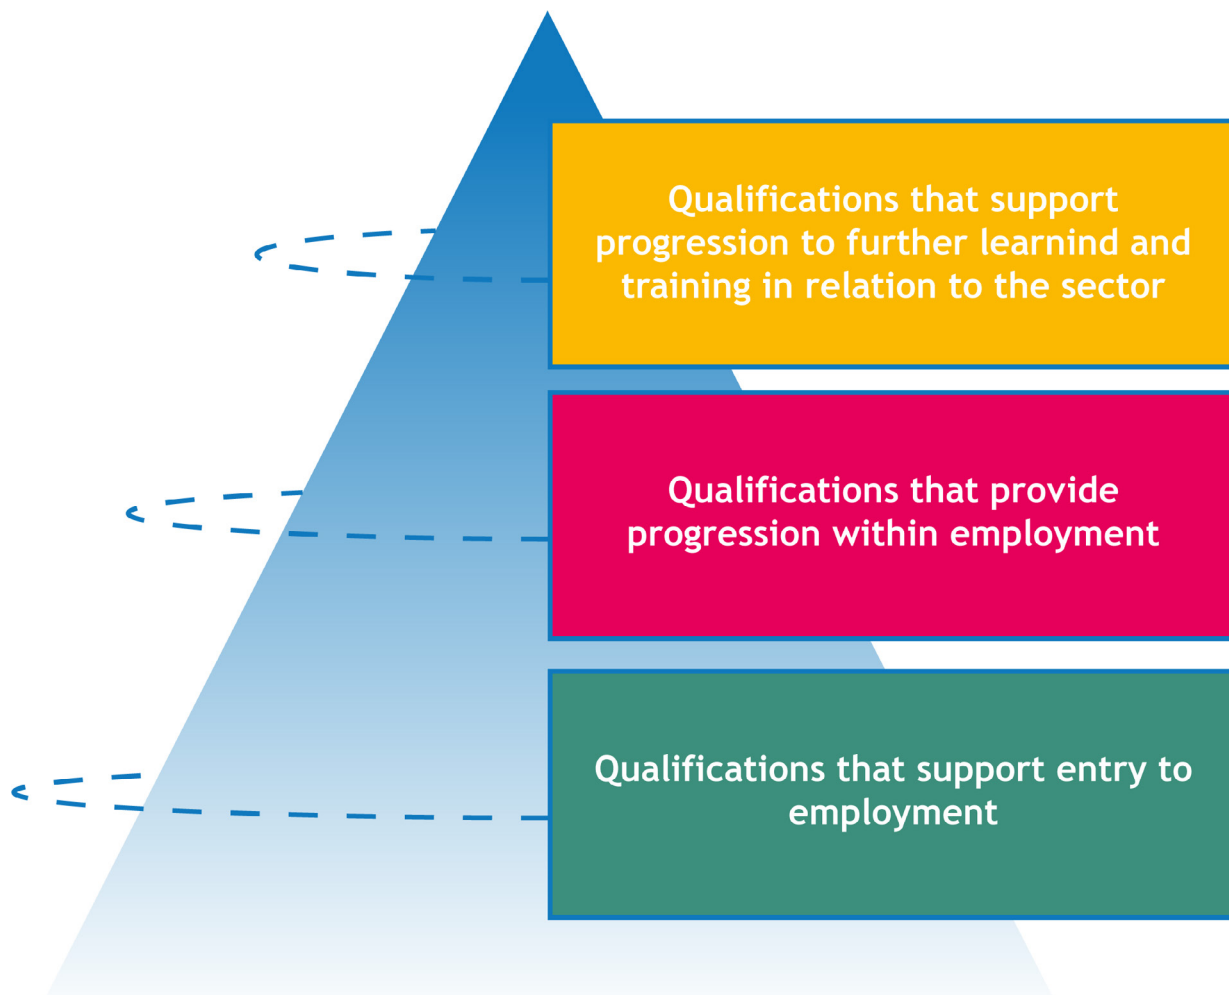 Qualifications that support
progression to further learnind and
training in relation to the sector
Qualifications that provide
progression within employment
Qualifications that support entry to
employment